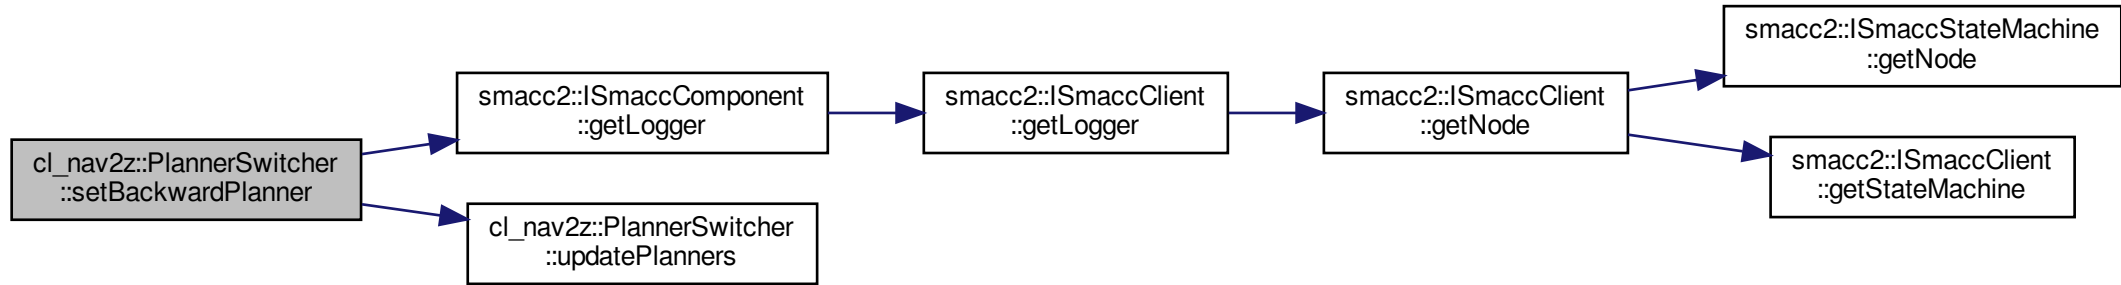 cl_nav2z::PlannerSwitcher
::setBackwardPlanner
smacc2::ISmaccComponent
::getLogger
cl_nav2z::PlannerSwitcher
::updatePlanners
smacc2::ISmaccClient
::getLogger
smacc2::ISmaccClient
::getNode
smacc2::ISmaccStateMachine
::getNode
smacc2::ISmaccClient
::getStateMachine